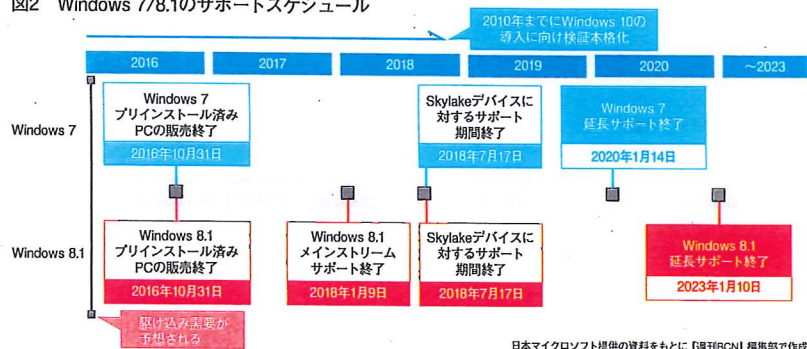 図2 Windows 7/8.1のサポートスケジュール
2010年までにWindows 10の
導入に向け検証本格化
2016
2017
2018
2019
2020
～2023
Windows 7
Windows 7
プリインストール済み
PCの販売終了
2016年10月31日
Skylakeデバイスに
対するサポート
期間終了
2018年7月17日
Windows 7
延長サポート終了
2020年1月14日
Windows 8.1
Windows 8.1
プリインストール済み
PCの販売終了
2016年10月31日
Windows 8.1
メインストリーム
サポート終了
2018年1月9日
Skylakeデバイスに
対するサポート
期間終了
2018年7月17日
Windows 8.1
延長サポート終了
2023年1月10日
駆け込み需要が
予想される
日本マイクロソフト提供の資料をもとに『週刊BCN』編集部で作成